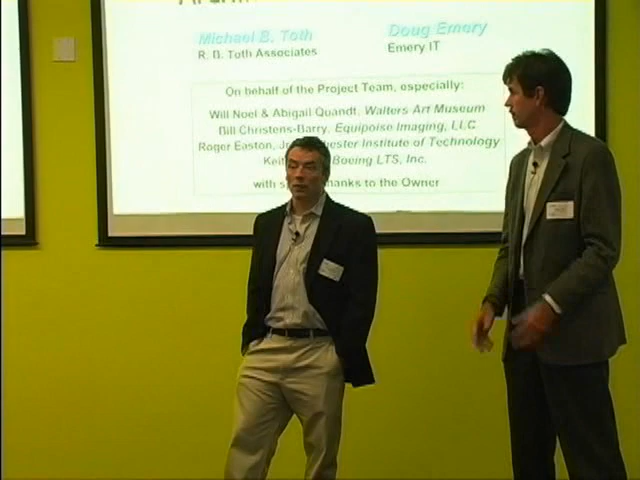 Michael B. Toth
Doug Emery
R. B. Toth Associates
Emery IT
On behalf of the Project Team, especially:
Will Noel & Abigail Quandt, Walters Art Museum
Bill Christens-Barry, Equipoise Imaging, LLC
Roger Easton, Institute of Technology
Boeing LTS, Inc.
with to the Owner